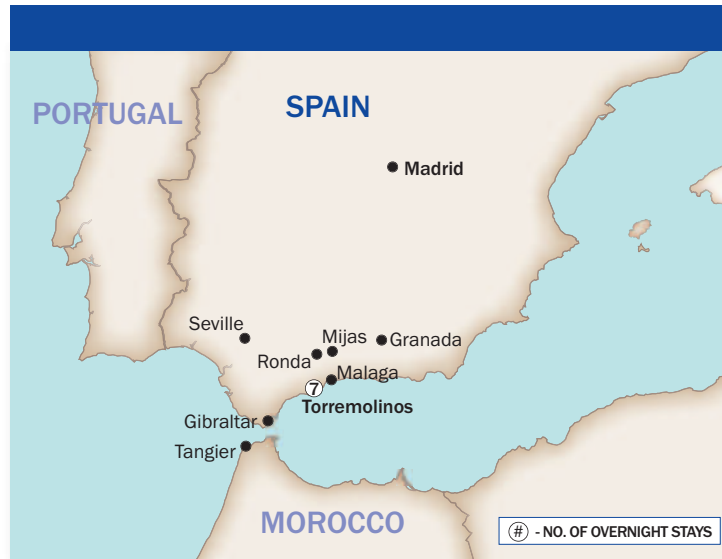 SPAIN
PORTUGAL
Madrid
Seville
Mijas
Granada
Ronda
Malaga
7
Torremolinos
Gibraltar
Tangier
MOROCCO
# - NO. OF OVERNIGHT STAYS